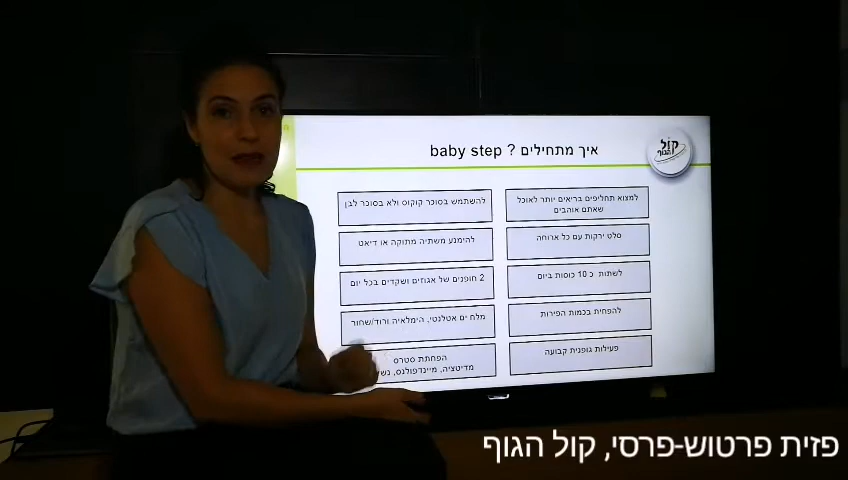 איך מתחילים ? baby step
קול
הגוף
למצוא תחליפים בריאים יותר לאוכל
שאתם אוהבים
סלט ירקות עם כל ארוחה
לשתות כ 10 כוסות ביום
להפחית בכמות הפירות
פעילות גופנית קבועה
להשתמש בסוכר קוקוס ולא בסוכר לבן
להימנע משתיה מתוקה או דיאט
2 חופנים של אגוזים ושקדים בכל יום
מלח ים אטלנטי, הימלאיה ורוד/שחור
הפחתת סטרס
מדיטציה, מיינדפולנס,
פזית פרטוש-פרסי, קול הגוף